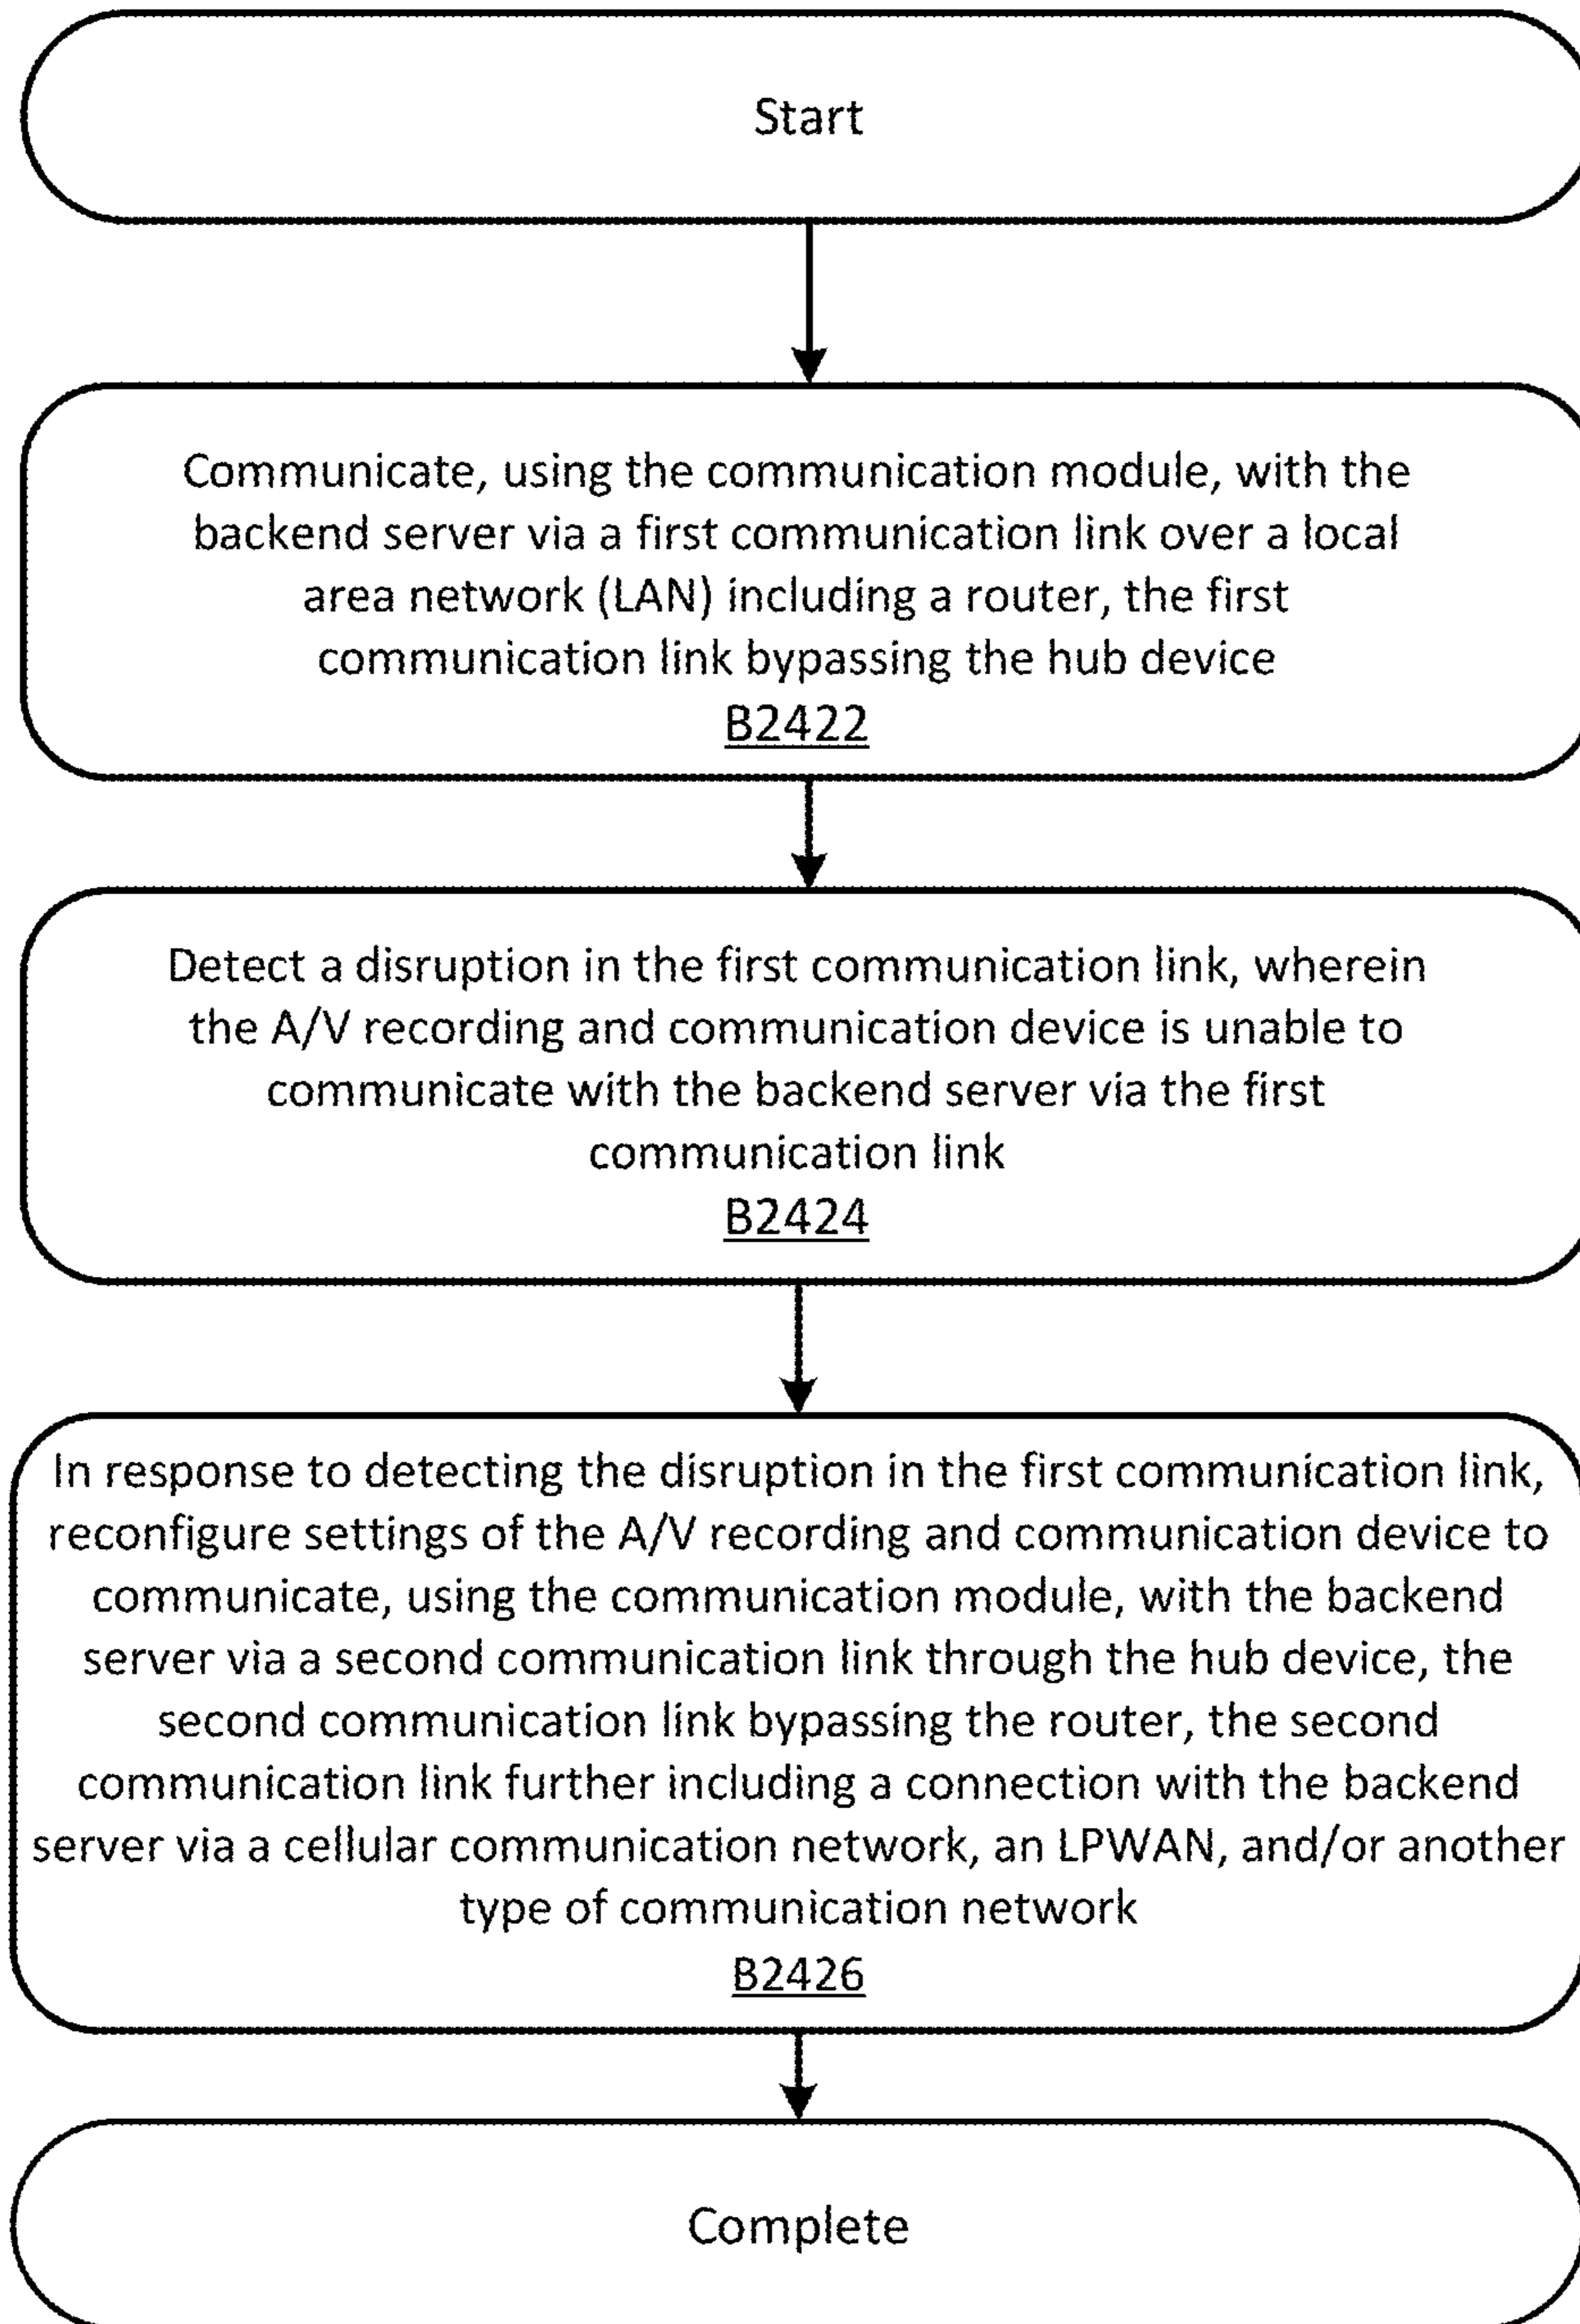 Start
Communicate, using the communication module, with the
backend server via a first communication link over a local
area network (LAN) including a router, the first
communication link bypassing the hub device
B2422
Detect a disruption in the first communication link, wherein
the A/V recording and communication device is unable to
communicate with the backend server via the first
communication link
B2424
In response to detecting the disruption in the first communication link,
reconfigure settings of the A/V recording and communication device to
communicate, using the communication module, with the backend
server via a second communication link through the hub device, the
second communication link bypassing the router, the second
communication link further including a connection with the backend
server via a cellular communication network, an LPWAN, and/or another
type of communication network
B2426
Complete